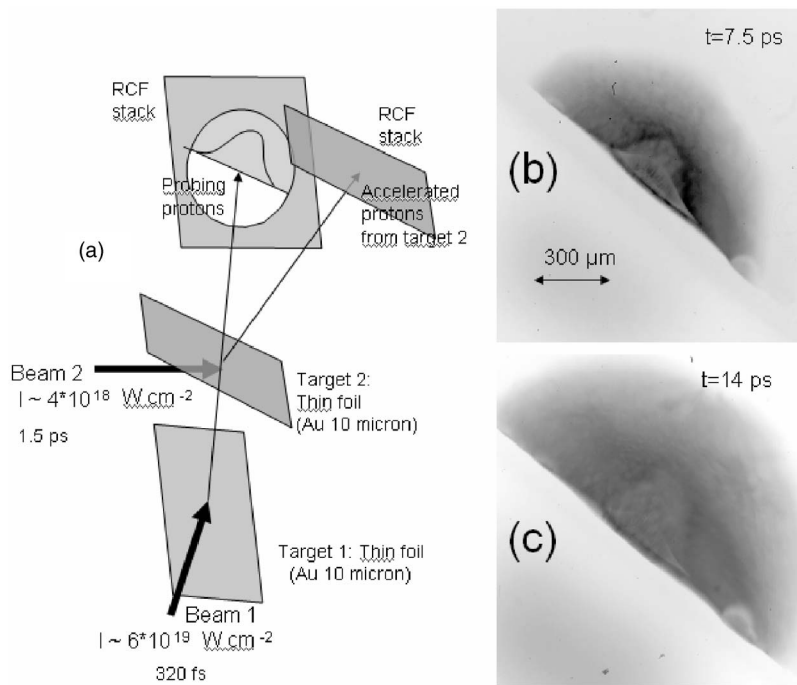 RCF
stack
RCF
stack
Probing
protons
Accelerated
protons
from target 2
(a)
Beam 2
I ~ 4*10^18 W.cm^-2
1.5 ps
Target 2:
Thin foil
(Au 10 micron)
Target 1: Thin foil
(Au 10 micron)
Beam 1
I ~ 6*10^19 W.cm^-2
320 fs
t=7.5 ps
(b)
300 µm
t=14 ps
(c)